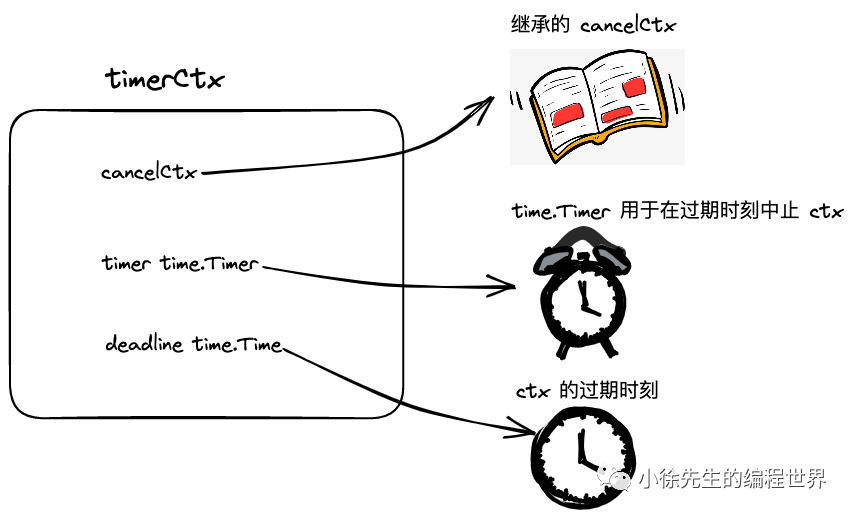 继承的 cancelCtx
timerCtx
cancelCtx
time.Timer 用于在过期时刻中止 ctx
timer time.Timer
deadline time.Time
ctx 的过期时刻
小徐先生的编程世界